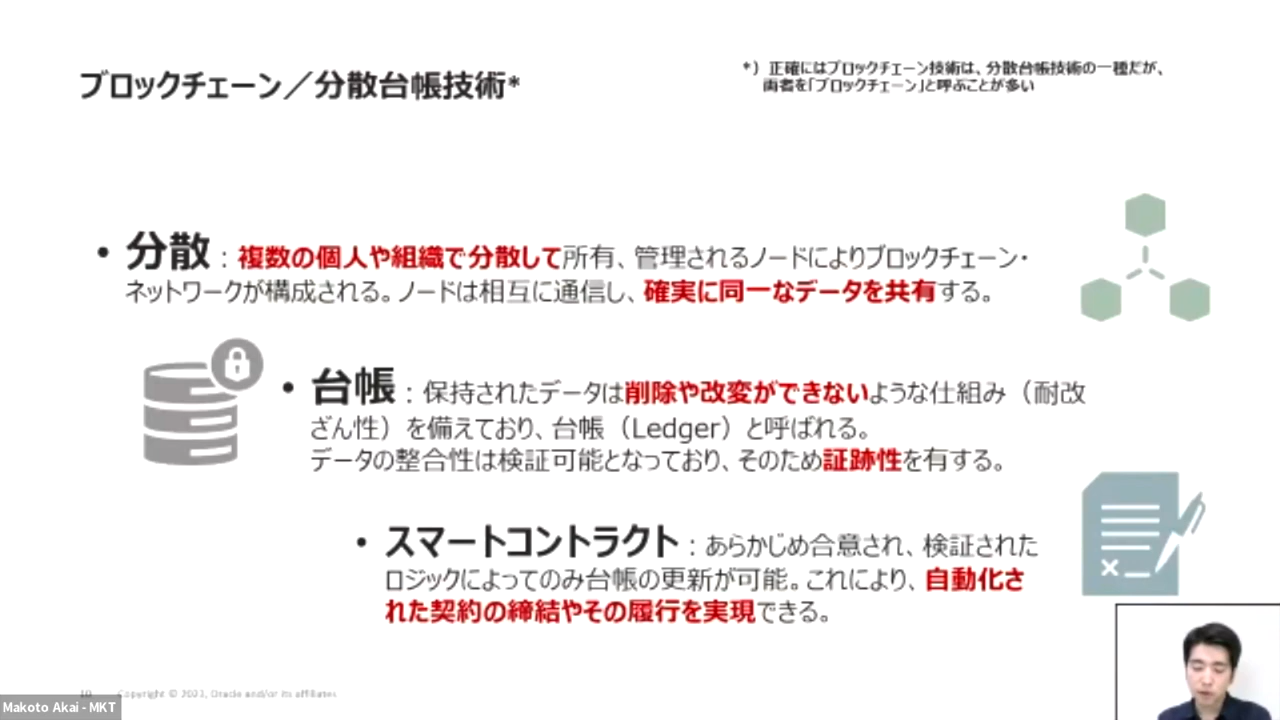 ブロックチェーン／分散台帳技術*
*） 正確にはブロックチェーン技術は、分散台帳技術の一種だが、
両者を「ブロックチェーン」と呼ぶことが多い
• 分散：複数の個人や組織で分散して所有、管理されるノードによりブロックチェーン・
ネットワークが構成される。ノードは相互に通信し、確実に同一なデータを共有する。
• 台帳：保持されたデータは削除や改変ができないような仕組み（耐改
ざん性）を備えており、台帳（Ledger）と呼ばれる。
データの整合性は検証可能となっており、そのため証跡性を有する。
• スマートコントラクト：あらかじめ合意され、検証された
ロジックによってのみ台帳の更新が可能。これにより、自動化さ
れた契約の締結やその履行を実現できる。
10 Copyright © 2021, Oracle and/or its affiliates
Makoto Akai - MKT